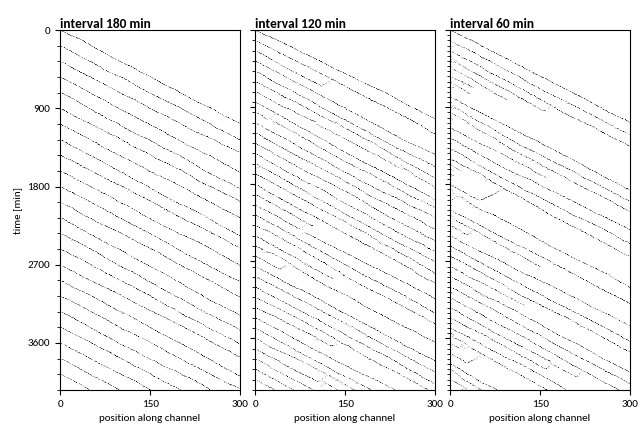 interval 180 min interval 120 min interval 60 min
0
900
1800
2700
3600
time [min]
0 150 300 0 150 300 0 150 300
position along channel position along channel position along channel